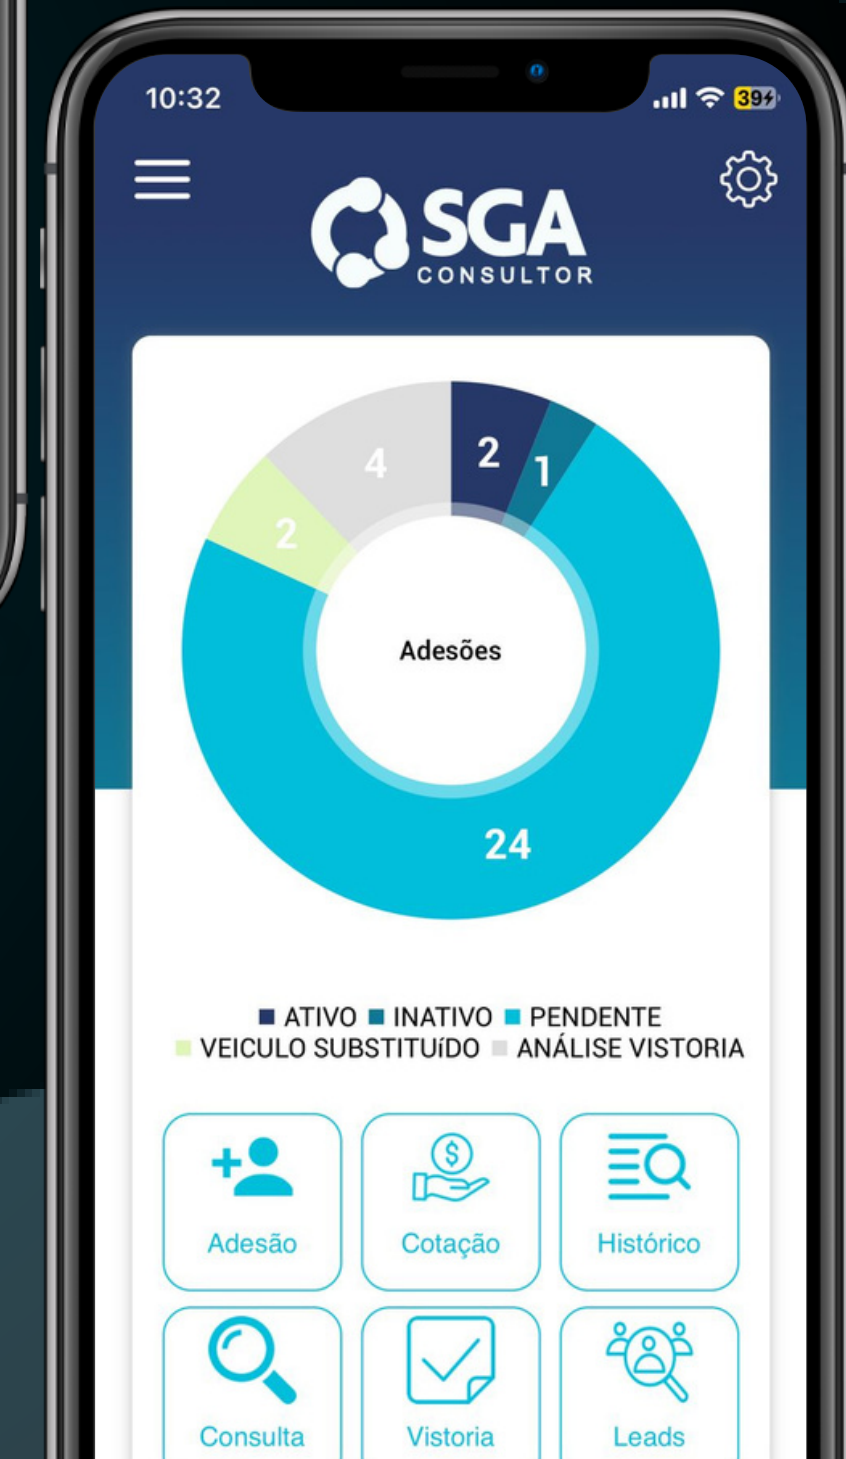 10:32
39
SGA
CONSULTOR
4
2
1
2
Adesões
24
ATIVO INATIVO PENDENTE
VEICULO SUBSTITUíDO ANÁLISE VISTORIA
Adesão Cotação Histórico
Consulta Vistoria Leads